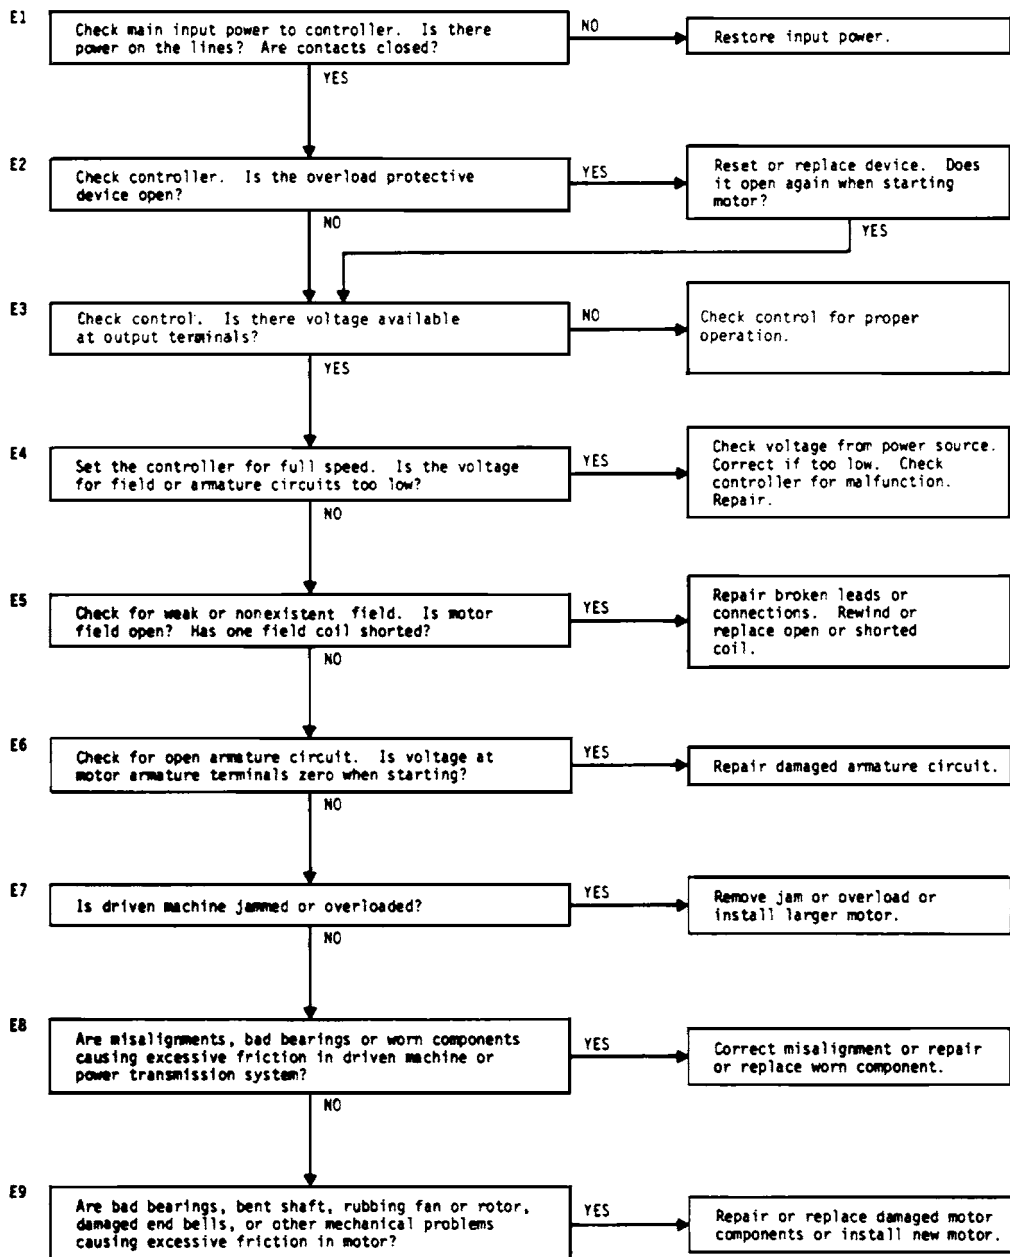 E1
Check main input power to controller. Is there
power on the lines? Are contacts closed?
NO
Restore input power.
YES
E2
Check controller. Is the overload protective
device open?
YES
Reset or replace device. Does
it open again when starting
motor?
NO
YES
E3
Check control. Is there voltage available
at output terminals?
NO
Check control for proper
operation.
YES
E4
Set the controller for full speed. Is the voltage
for field or armature circuits too low?
YES
Check voltage from power source.
Correct if too low. Check
controller for malfunction.
Repair.
NO
E5
Check for weak or nonexistent field. Is motor
field open? Has one field coil shorted?
YES
Repair broken leads or
connections. Rewind or
replace open or shorted
coil.
NO
E6
Check for open armature circuit. Is voltage at
motor armature terminals zero when starting?
YES
Repair damaged armature circuit.
NO
E7
Is driven machine jammed or overloaded?
YES
Remove jam or overload or
install larger motor.
NO
E8
Are misalignments, bad bearings or worn components
causing excessive friction in driven machine or
power transmission system?
YES
Correct misalignment or repair
or replace worn component.
NO
E9
Are bad bearings, bent shaft, rubbing fan or rotor,
damaged end bells, or other mechanical problems
causing excessive friction in motor?
YES
Repair or replace damaged motor
components or install new motor.